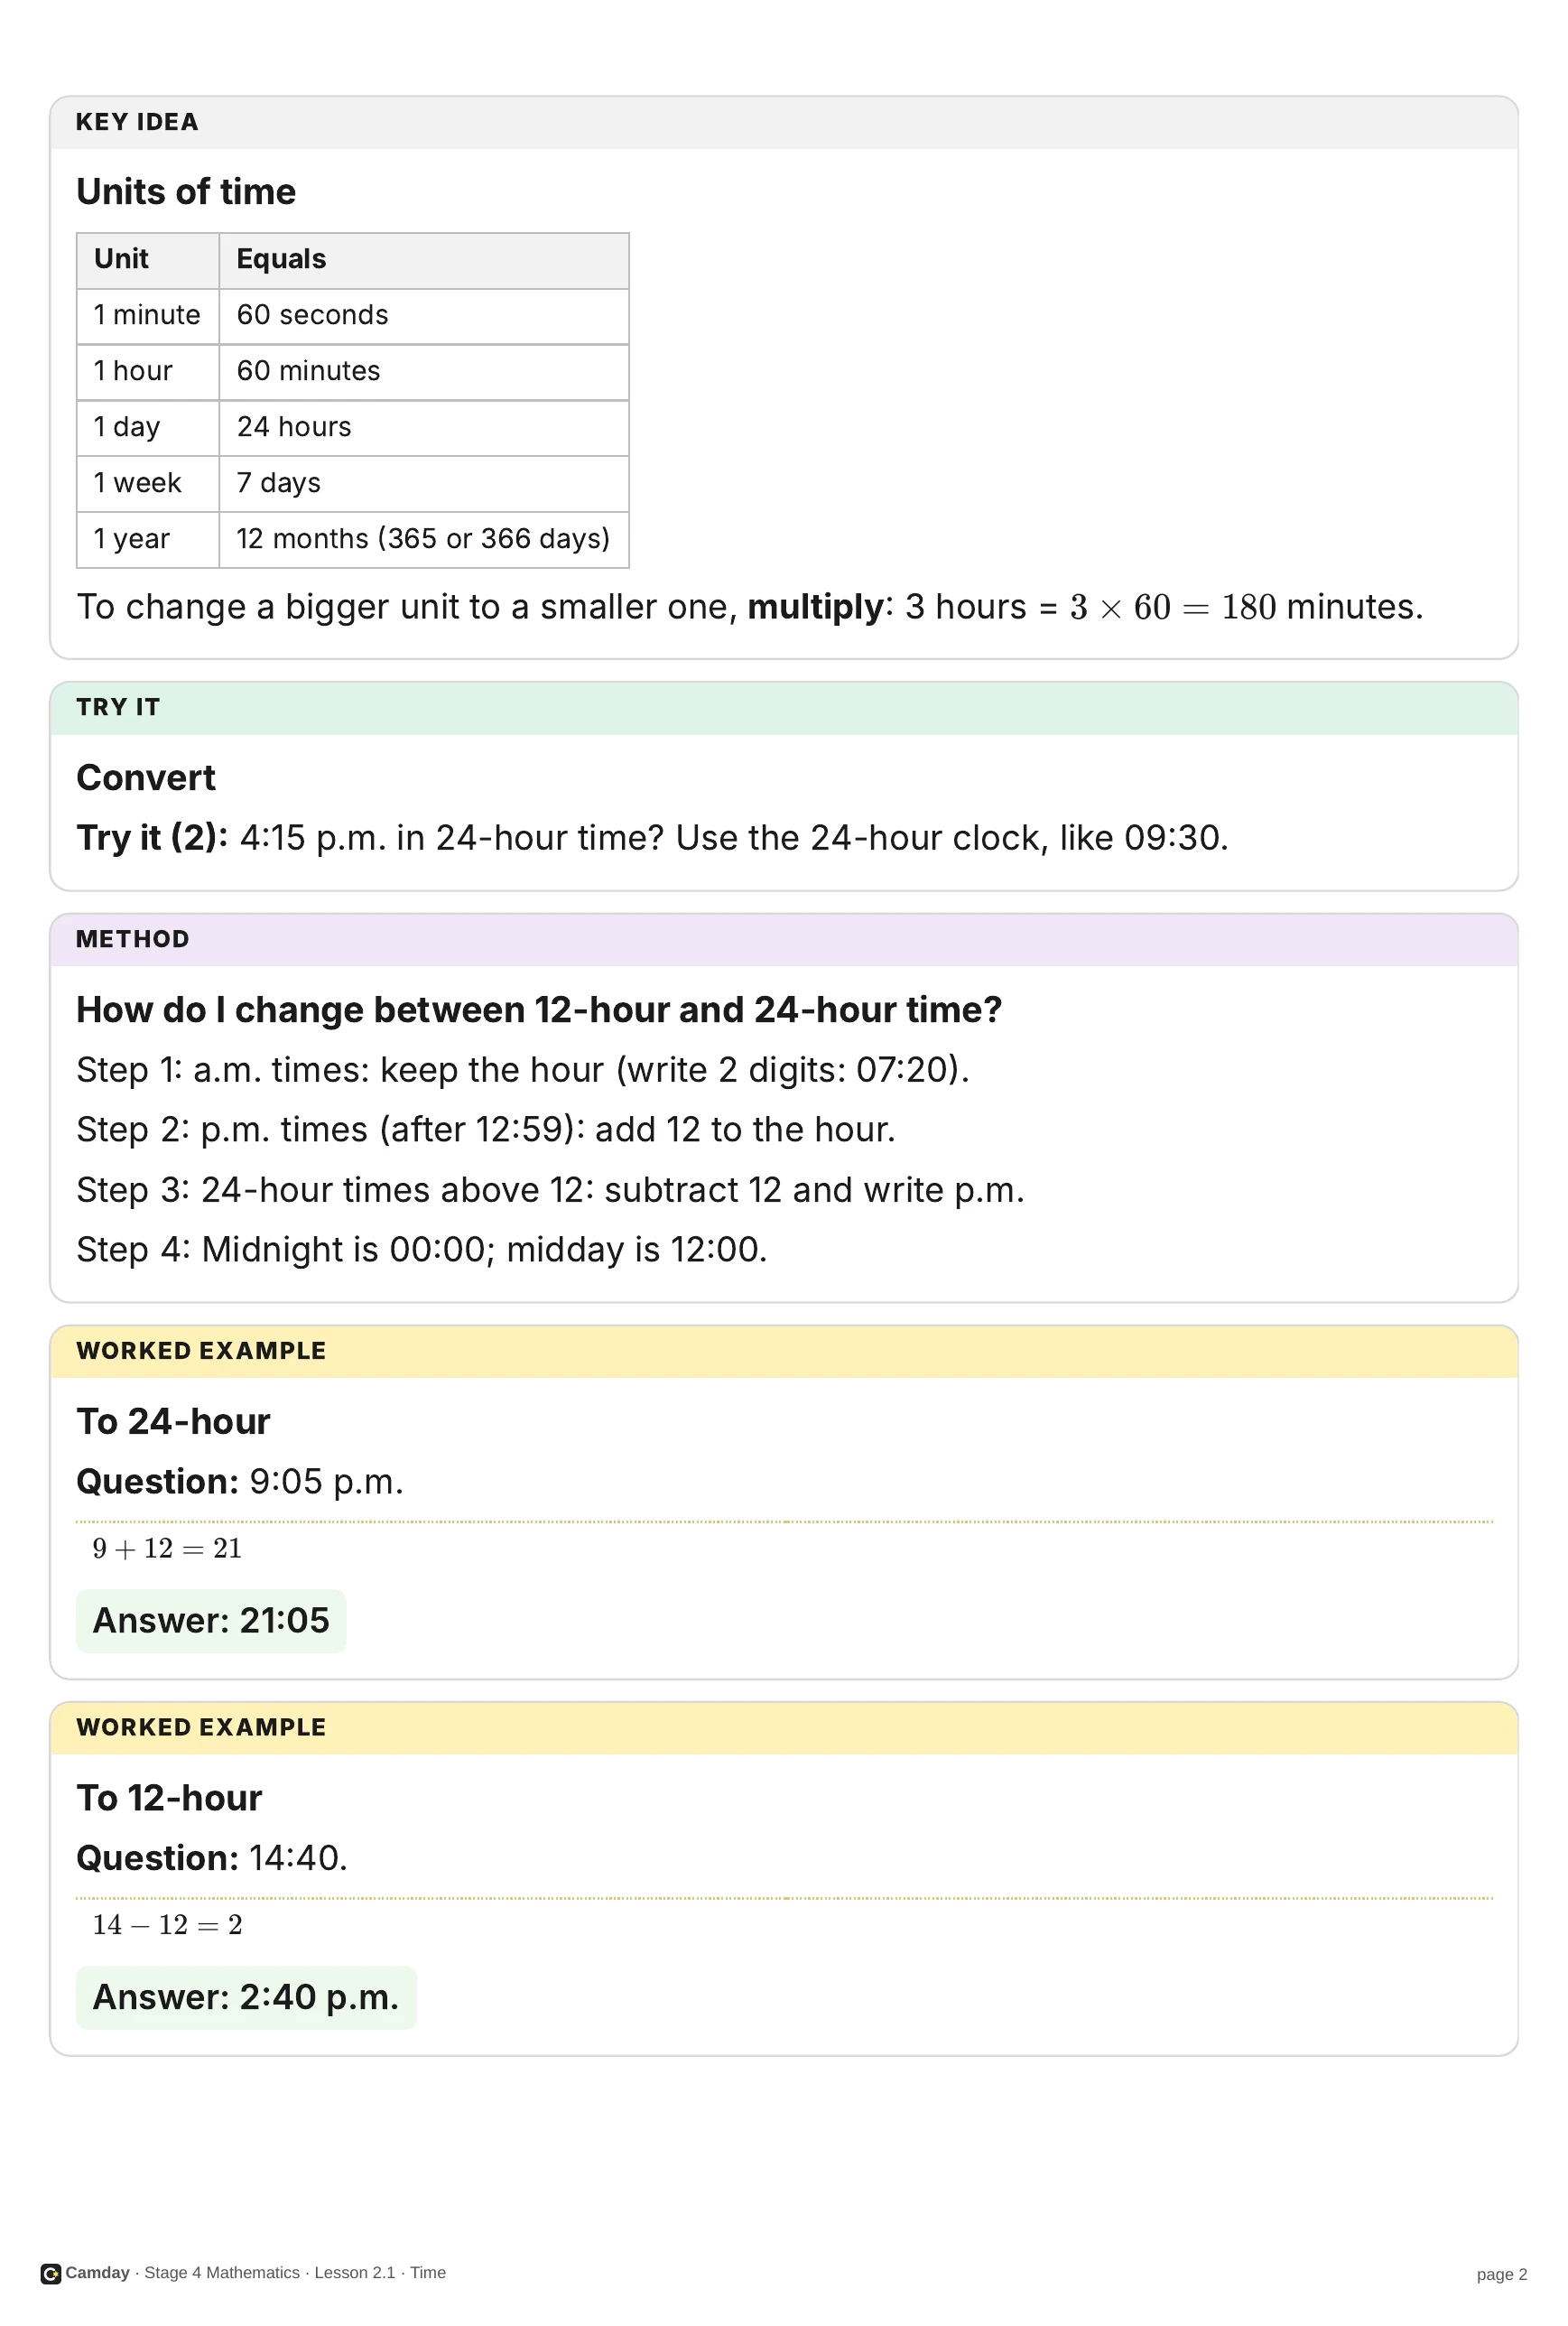 KEY IDEA
Units of time
Unit Equals
1 minute 60 seconds
1 hour 60 minutes
1 day 24 hours
1 week 7 days
1 year 12 months (365 or 366 days)
To change a bigger unit to a smaller one, multiply: 3 hours = 3 × 60 = 180 minutes.
TRY IT
Convert
Try it (2): 4:15 p.m. in 24-hour time? Use the 24-hour clock, like 09:30.
METHOD
How do I change between 12-hour and 24-hour time?
Step 1: a.m. times: keep the hour (write 2 digits: 07:20).
Step 2: p.m. times (after 12:59): add 12 to the hour.
Step 3: 24-hour times above 12: subtract 12 and write p.m.
Step 4: Midnight is 00:00; midday is 12:00.
WORKED EXAMPLE
To 24-hour
Question: 9:05 p.m.
9 + 12 = 21
Answer: 21:05
WORKED EXAMPLE
To 12-hour
Question: 14:40.
14 − 12 = 2
Answer: 2:40 p.m.
Camday · Stage 4 Mathematics · Lesson 2.1 · Time
page 2